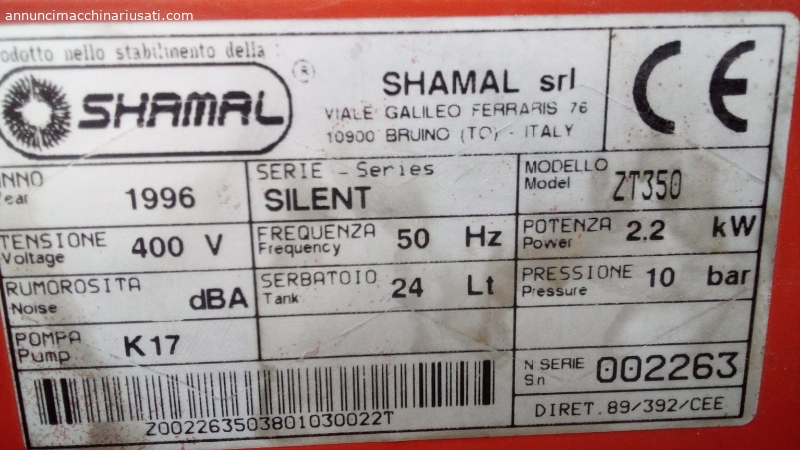 annuncimacchinariusati.com
odotto nello stabilimento della
SHAMAL ®
SHAMAL srl
VIALE GALILEO FERRARIS 76
10900 BRUINO (TO) - ITALY
CE
NNO
ear
1996
SERIE - Series
SILENT
MODELLO
Model
ZT350
TENSIONE
Voltage
400 V
FREQUENZA
Frequency
50 Hz
POTENZA
Power
2.2 kW
RUMOROSITA
Noise
dBA
SERBATOIO
Tank
24 Lt
PRESSIONE
Pressure
10 bar
POMPA
Pump
K17
N SERIE
S.n
002263
Z002263503801030022T
DIRET. 89/392/CEE